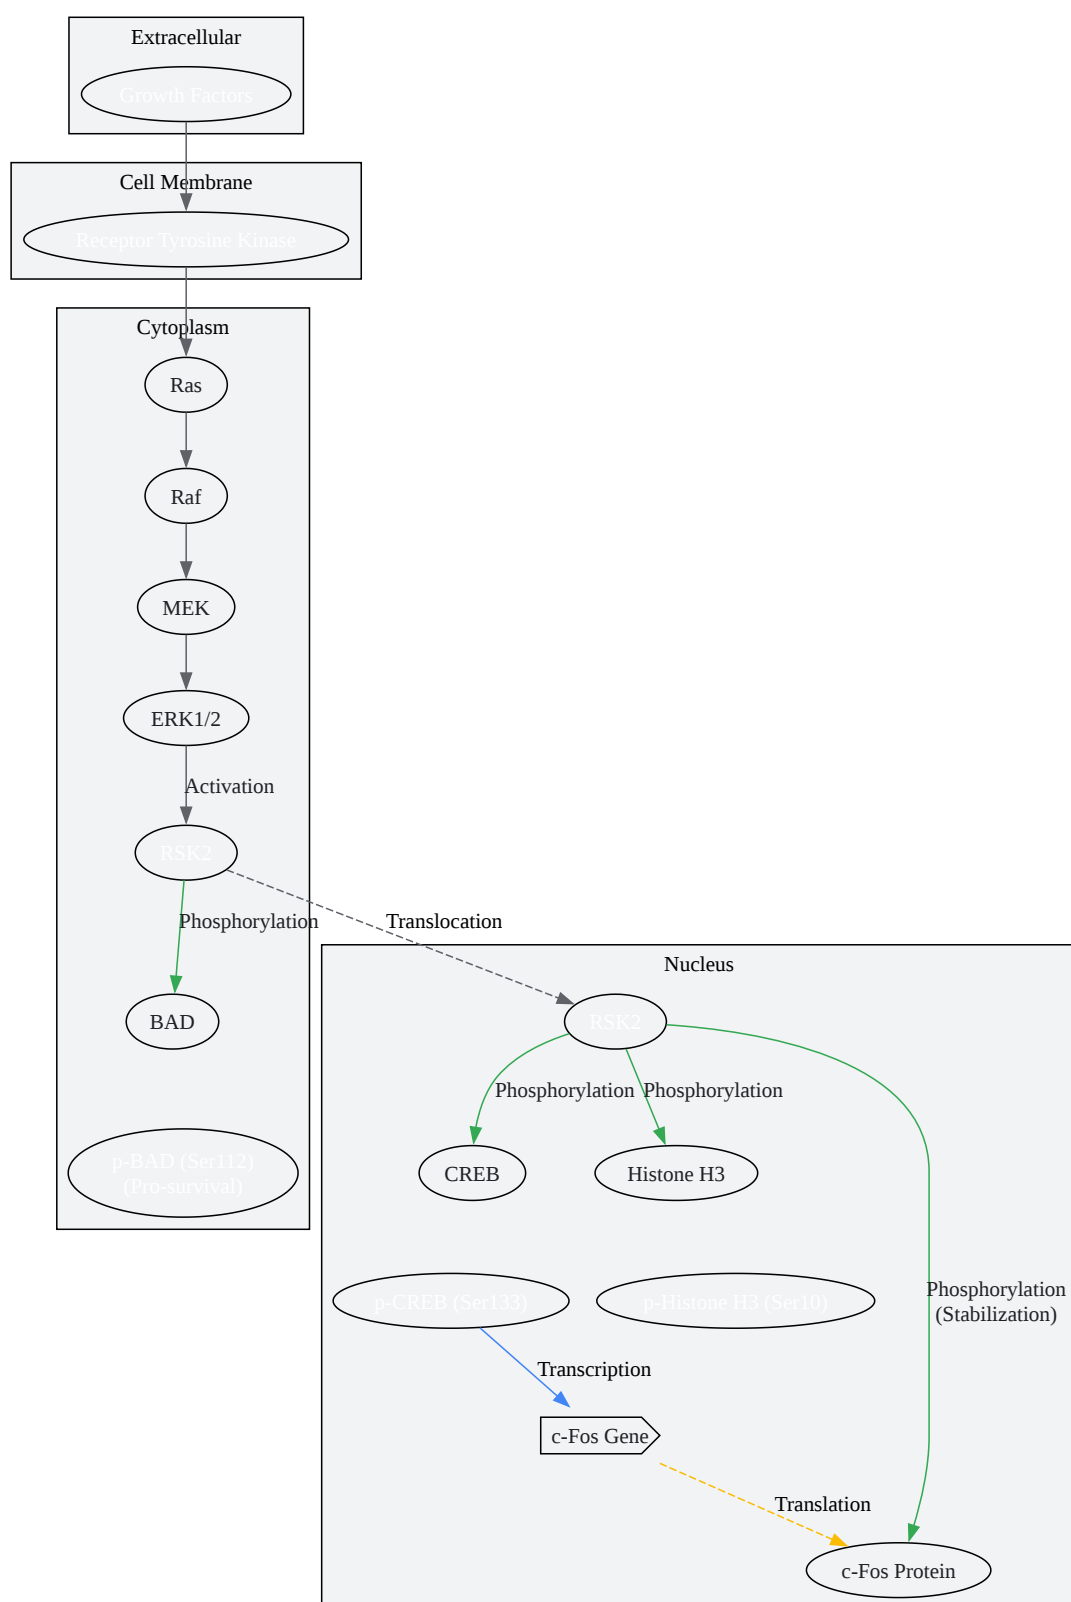 Extracellular
Growth Factors
Cell Membrane
Receptor Tyrosine Kinase
Cytoplasm
Ras
Raf
MEK
ERK1/2
Activation
RSK2
Phosphorylation
Translocation
Nucleus
BAD
RSK2
Phosphorylation
Phosphorylation
p-BAD (Ser112)
(Pro-survival)
CREB
Histone H3
p-CREB (Ser133)
p-Histone H3 (Ser10)
Phosphorylation
(Stabilization)
Transcription
c-Fos Gene
Translation
c-Fos Protein